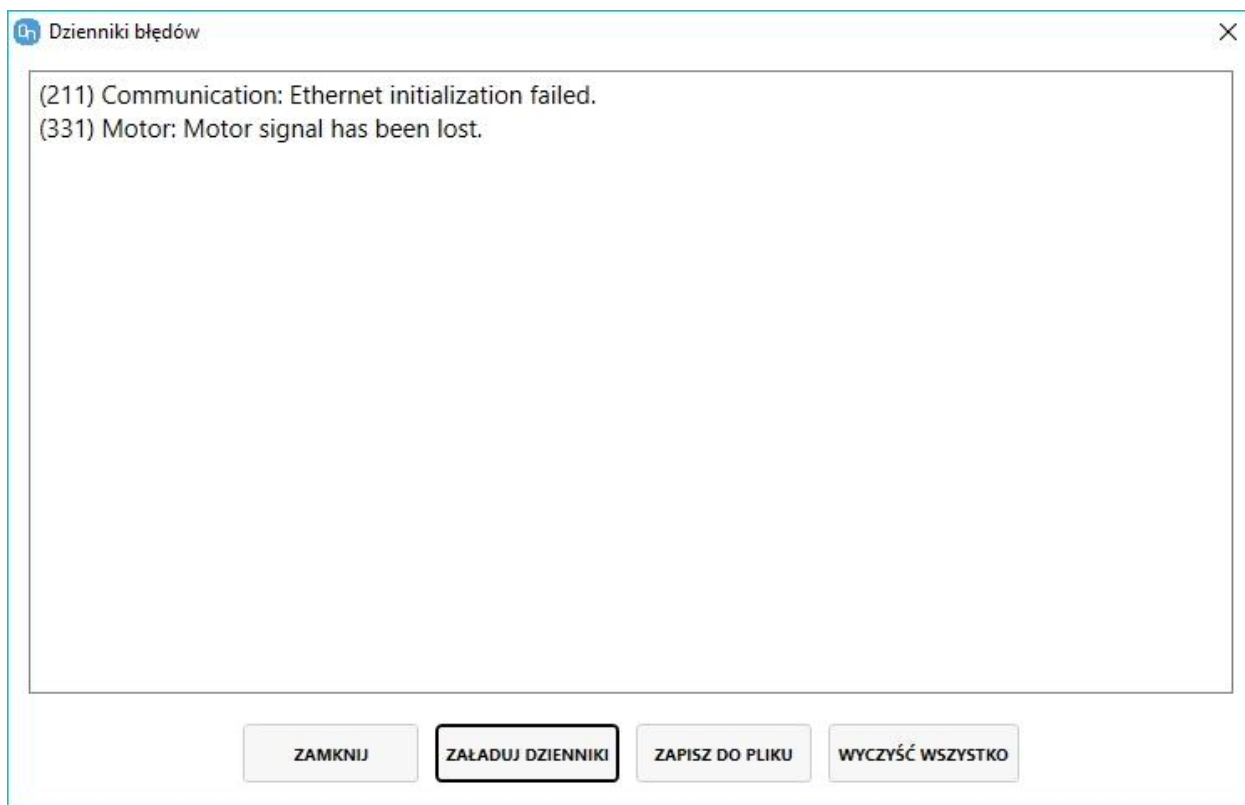 Dzienniki błędów
(211) Communication: Ethernet initialization failed.
(331) Motor: Motor signal has been lost.
ZAMKNIJ ZAŁADUJ DZIENNIKI ZAPISZ DO PLIKU WYCZYŚĆ WSZYSTKO